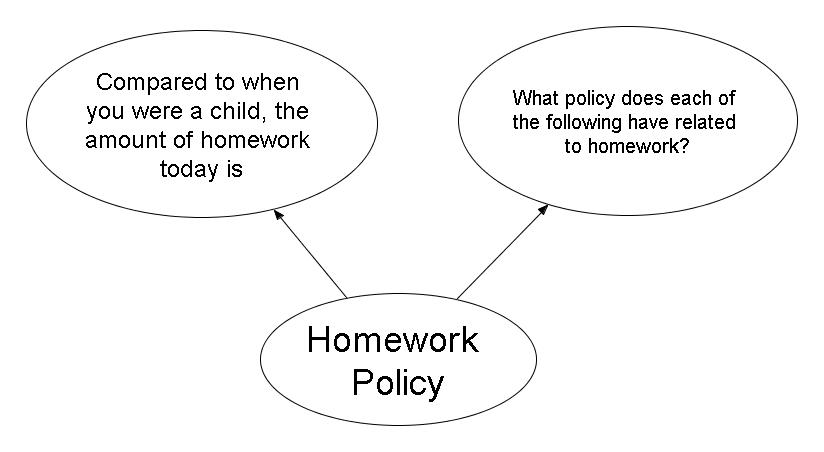 Compared to when
you were a child, the
amount of homework
today is
What policy does each of
the following have related
to homework?
Homework
Policy